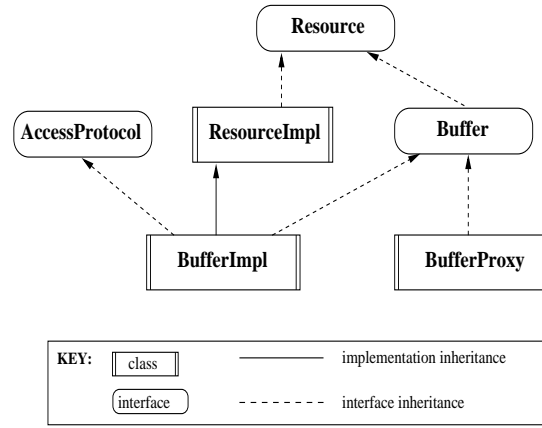 Resource
AccessProtocol
ResourceImpl
Buffer
BufferImpl
BufferProxy
KEY:
class
implementation inheritance
interface
interface inheritance